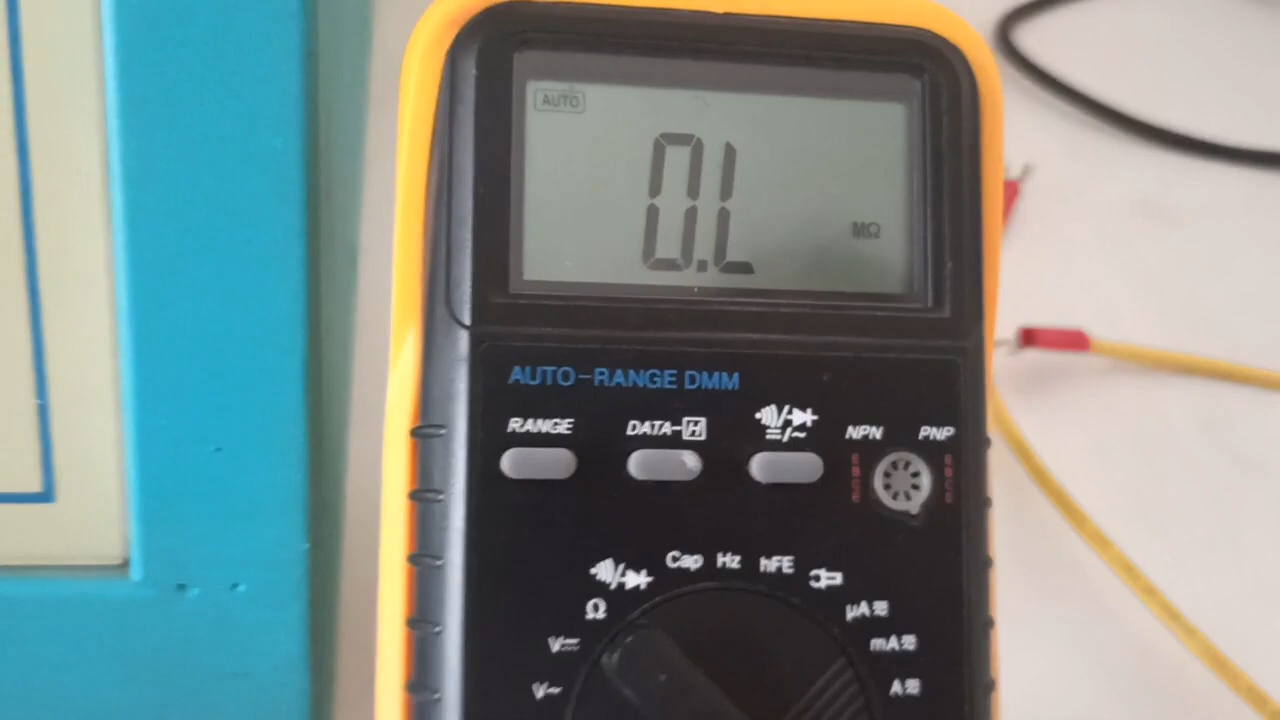 AUTO
0.L
MΩ
AUTO-RANGE DMM
RANGE
DATA-H
NPN
PNP
Cap
Hz
hFE
Ω
V
V~
µA
mA
A